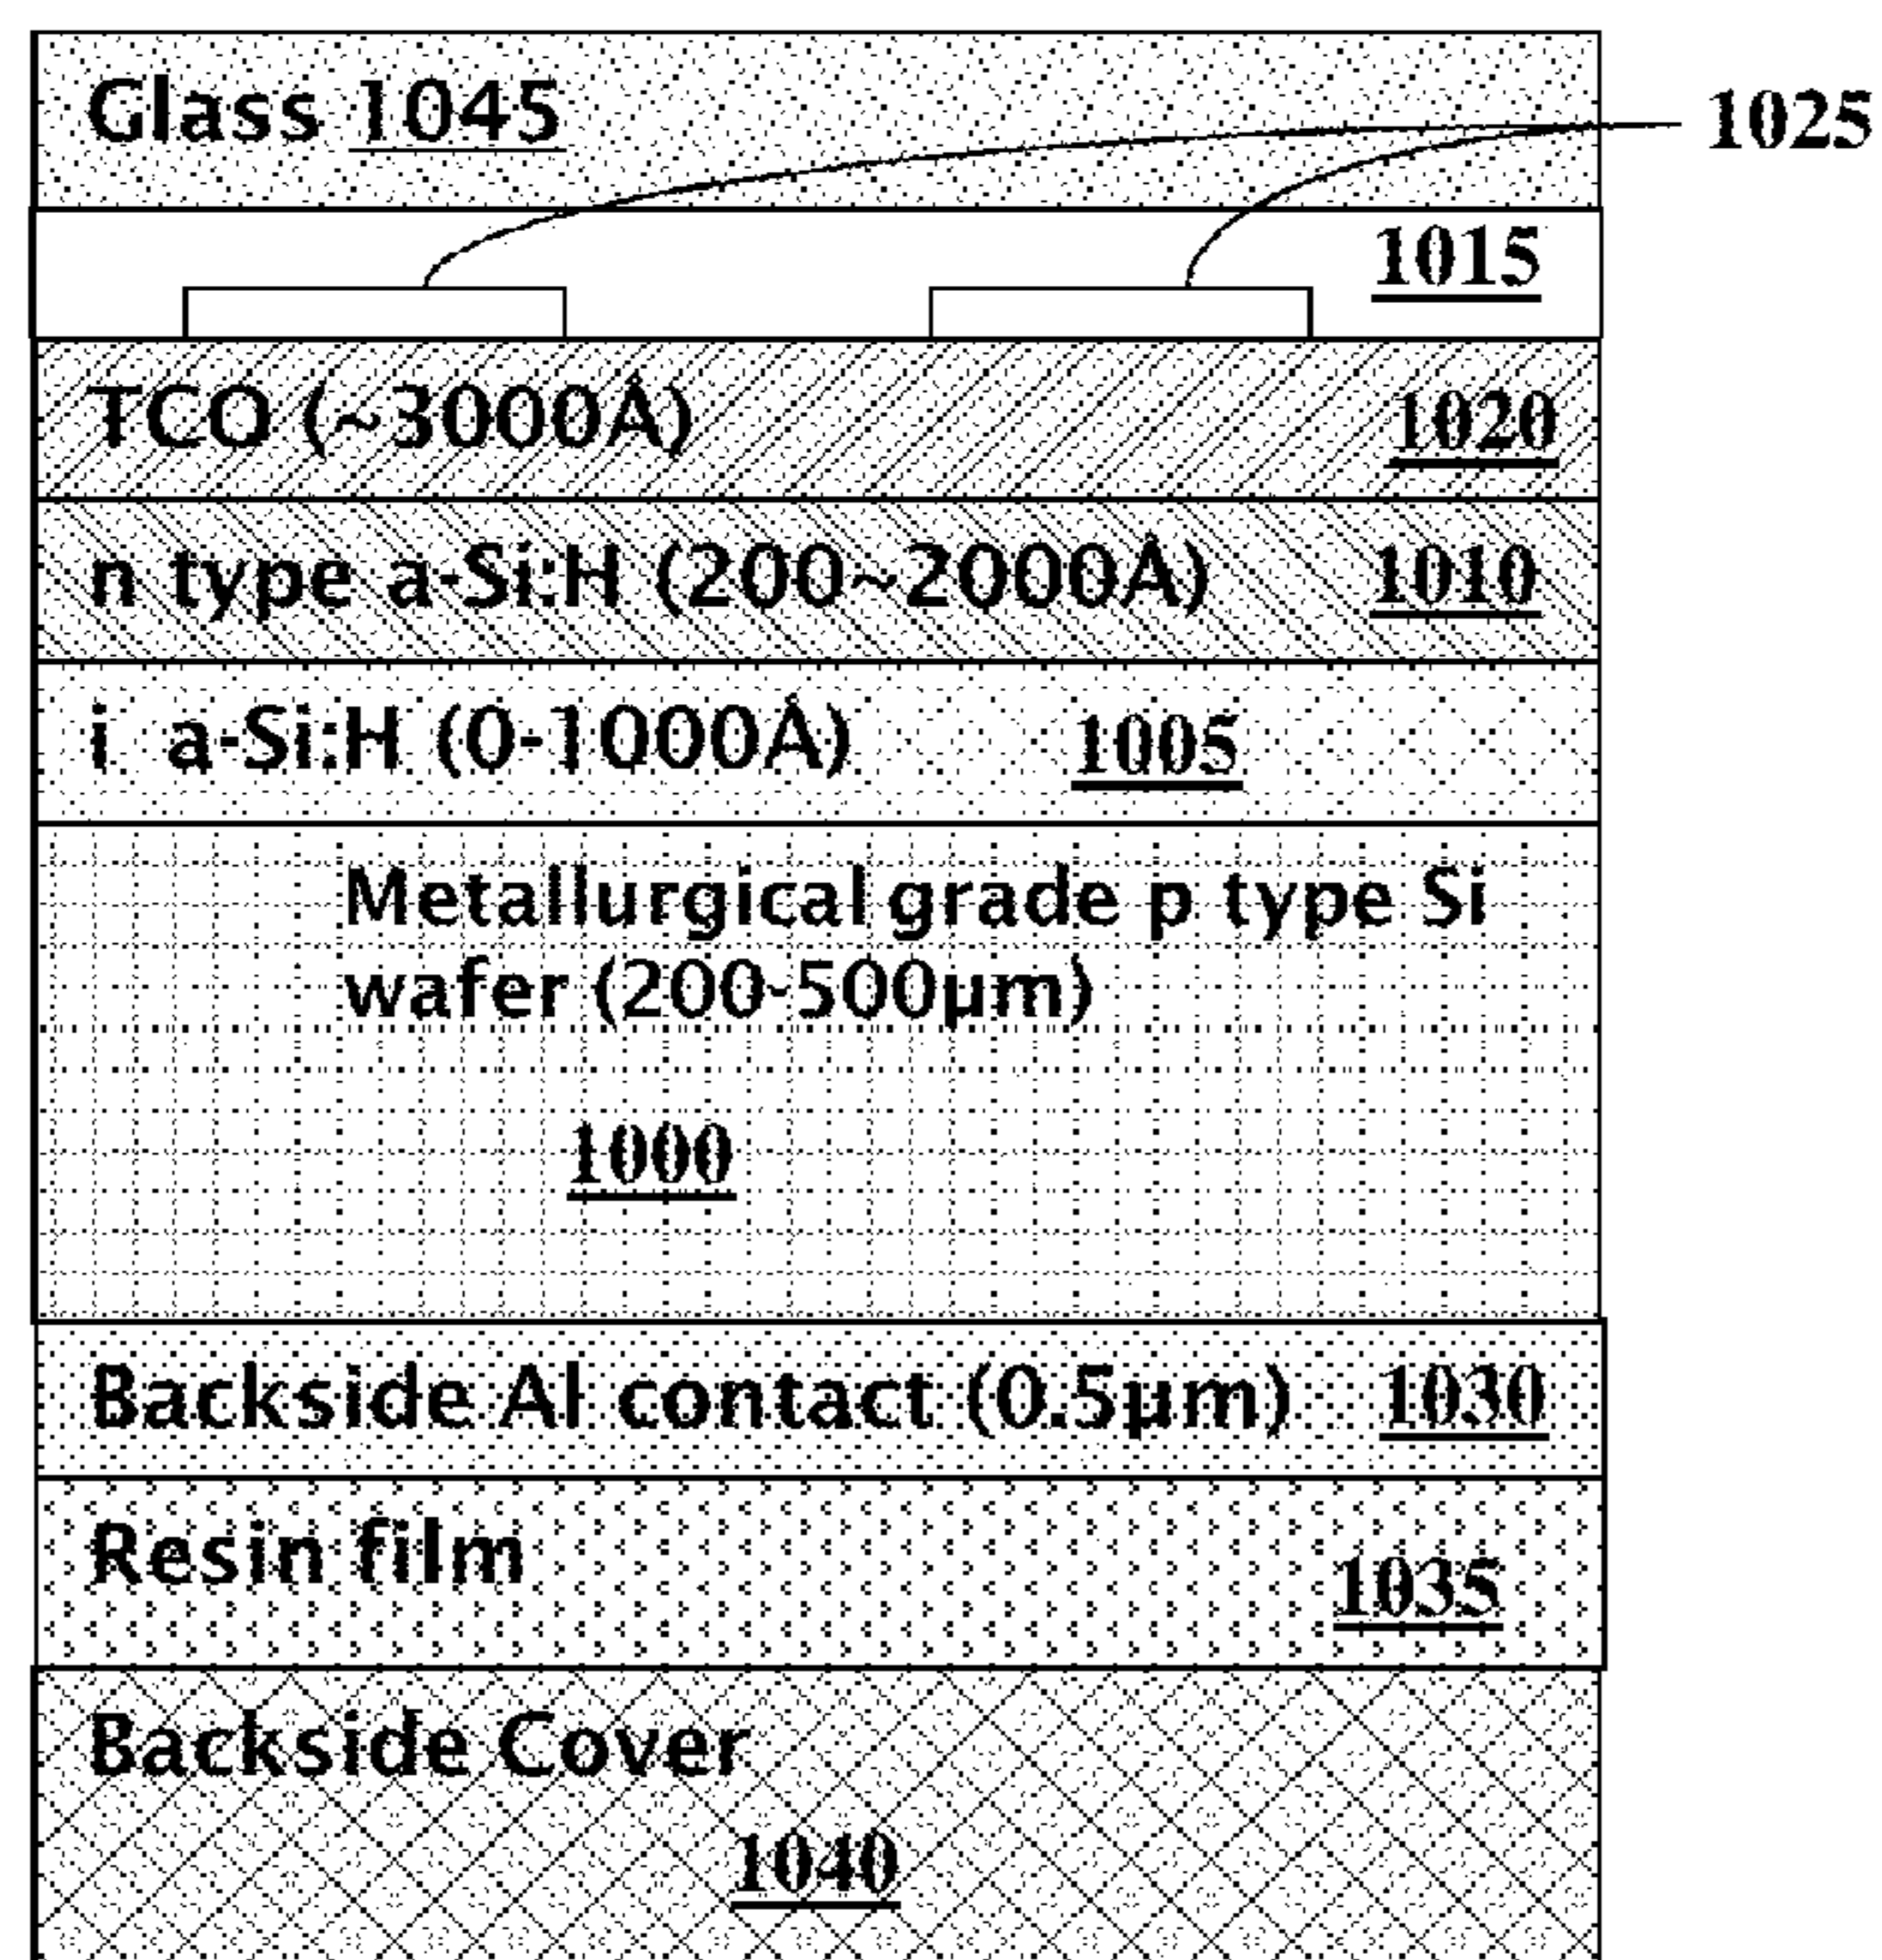 Glass 1045
1025
1015
TCO (~3000Å) 1020
n type a-Si:H (200~2000Å) 1010
i a-Si:H (0-1000Å) 1005
Metallurgical grade p type Si
wafer (200-500μm)
1000
Backside Al contact (0.5μm) 1030
Resin film
1035
Backside Cover
1040